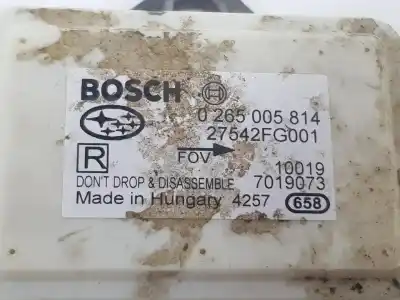 BOSCH
0 265 005 814
27542FG001
R
FOV
10019
DON'T DROP & DISASSEMBLE 7019073
Made in Hungary 4257 658